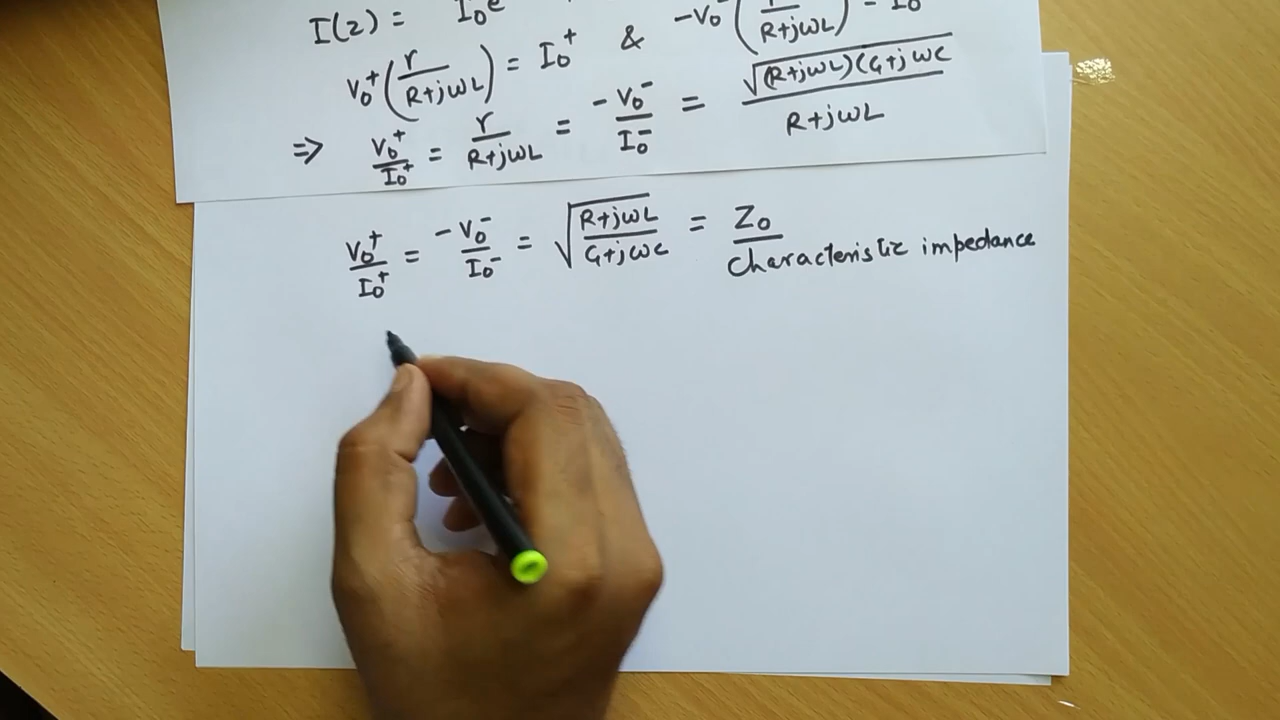 I(z) = I₀e
V₀⁺(r/(R+jωL)) = I₀⁺ & -V₀⁻(r/(R+jωL)) = I₀⁻
⇒ V₀⁺/I₀⁺ = r/(R+jωL) = -V₀⁻/I₀⁻ = √((R+jωL)(G+jωC)/(R+jωL)
V₀⁺/I₀⁺ = -V₀⁻/I₀⁻ = √((R+jωL)/(G+jωC)) = Z₀
characteristic impedance